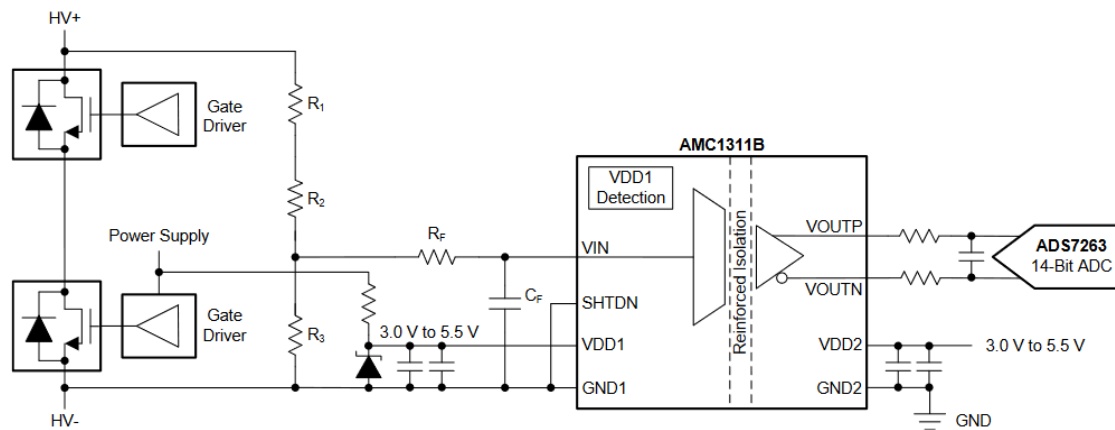 HV+
Gate
Driver
R1
AMC1311B
VDD1
Detection
R2
Reinforced Isolation
Power Supply
RF
VIN
VOUTP
ADS7263
14-Bit ADC
VOUTN
SHTDN
CF
Gate
Driver
R3
3.0 V to 5.5 V
VDD1
VDD2
3.0 V to 5.5 V
GND1
GND2
HV-
GND